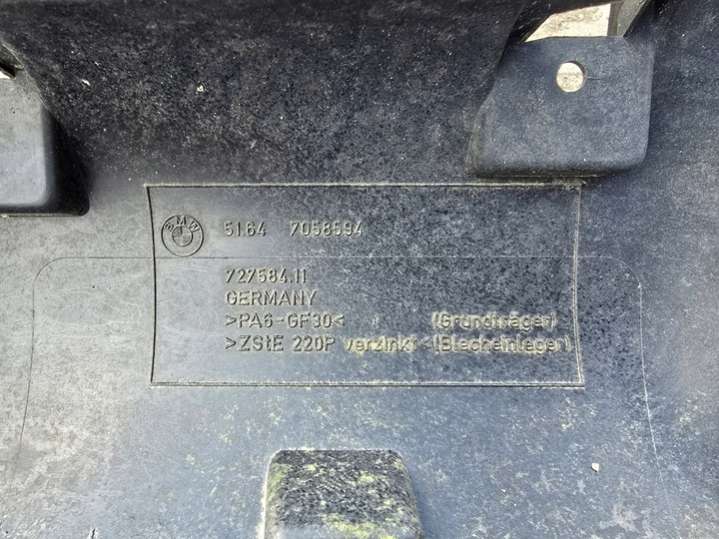 BMW 51.64 7058594
727584.11
GERMANY
>PA6-GF30< (Grundträger)
>ZStE 220P verzinkt<(Blecheinleger)